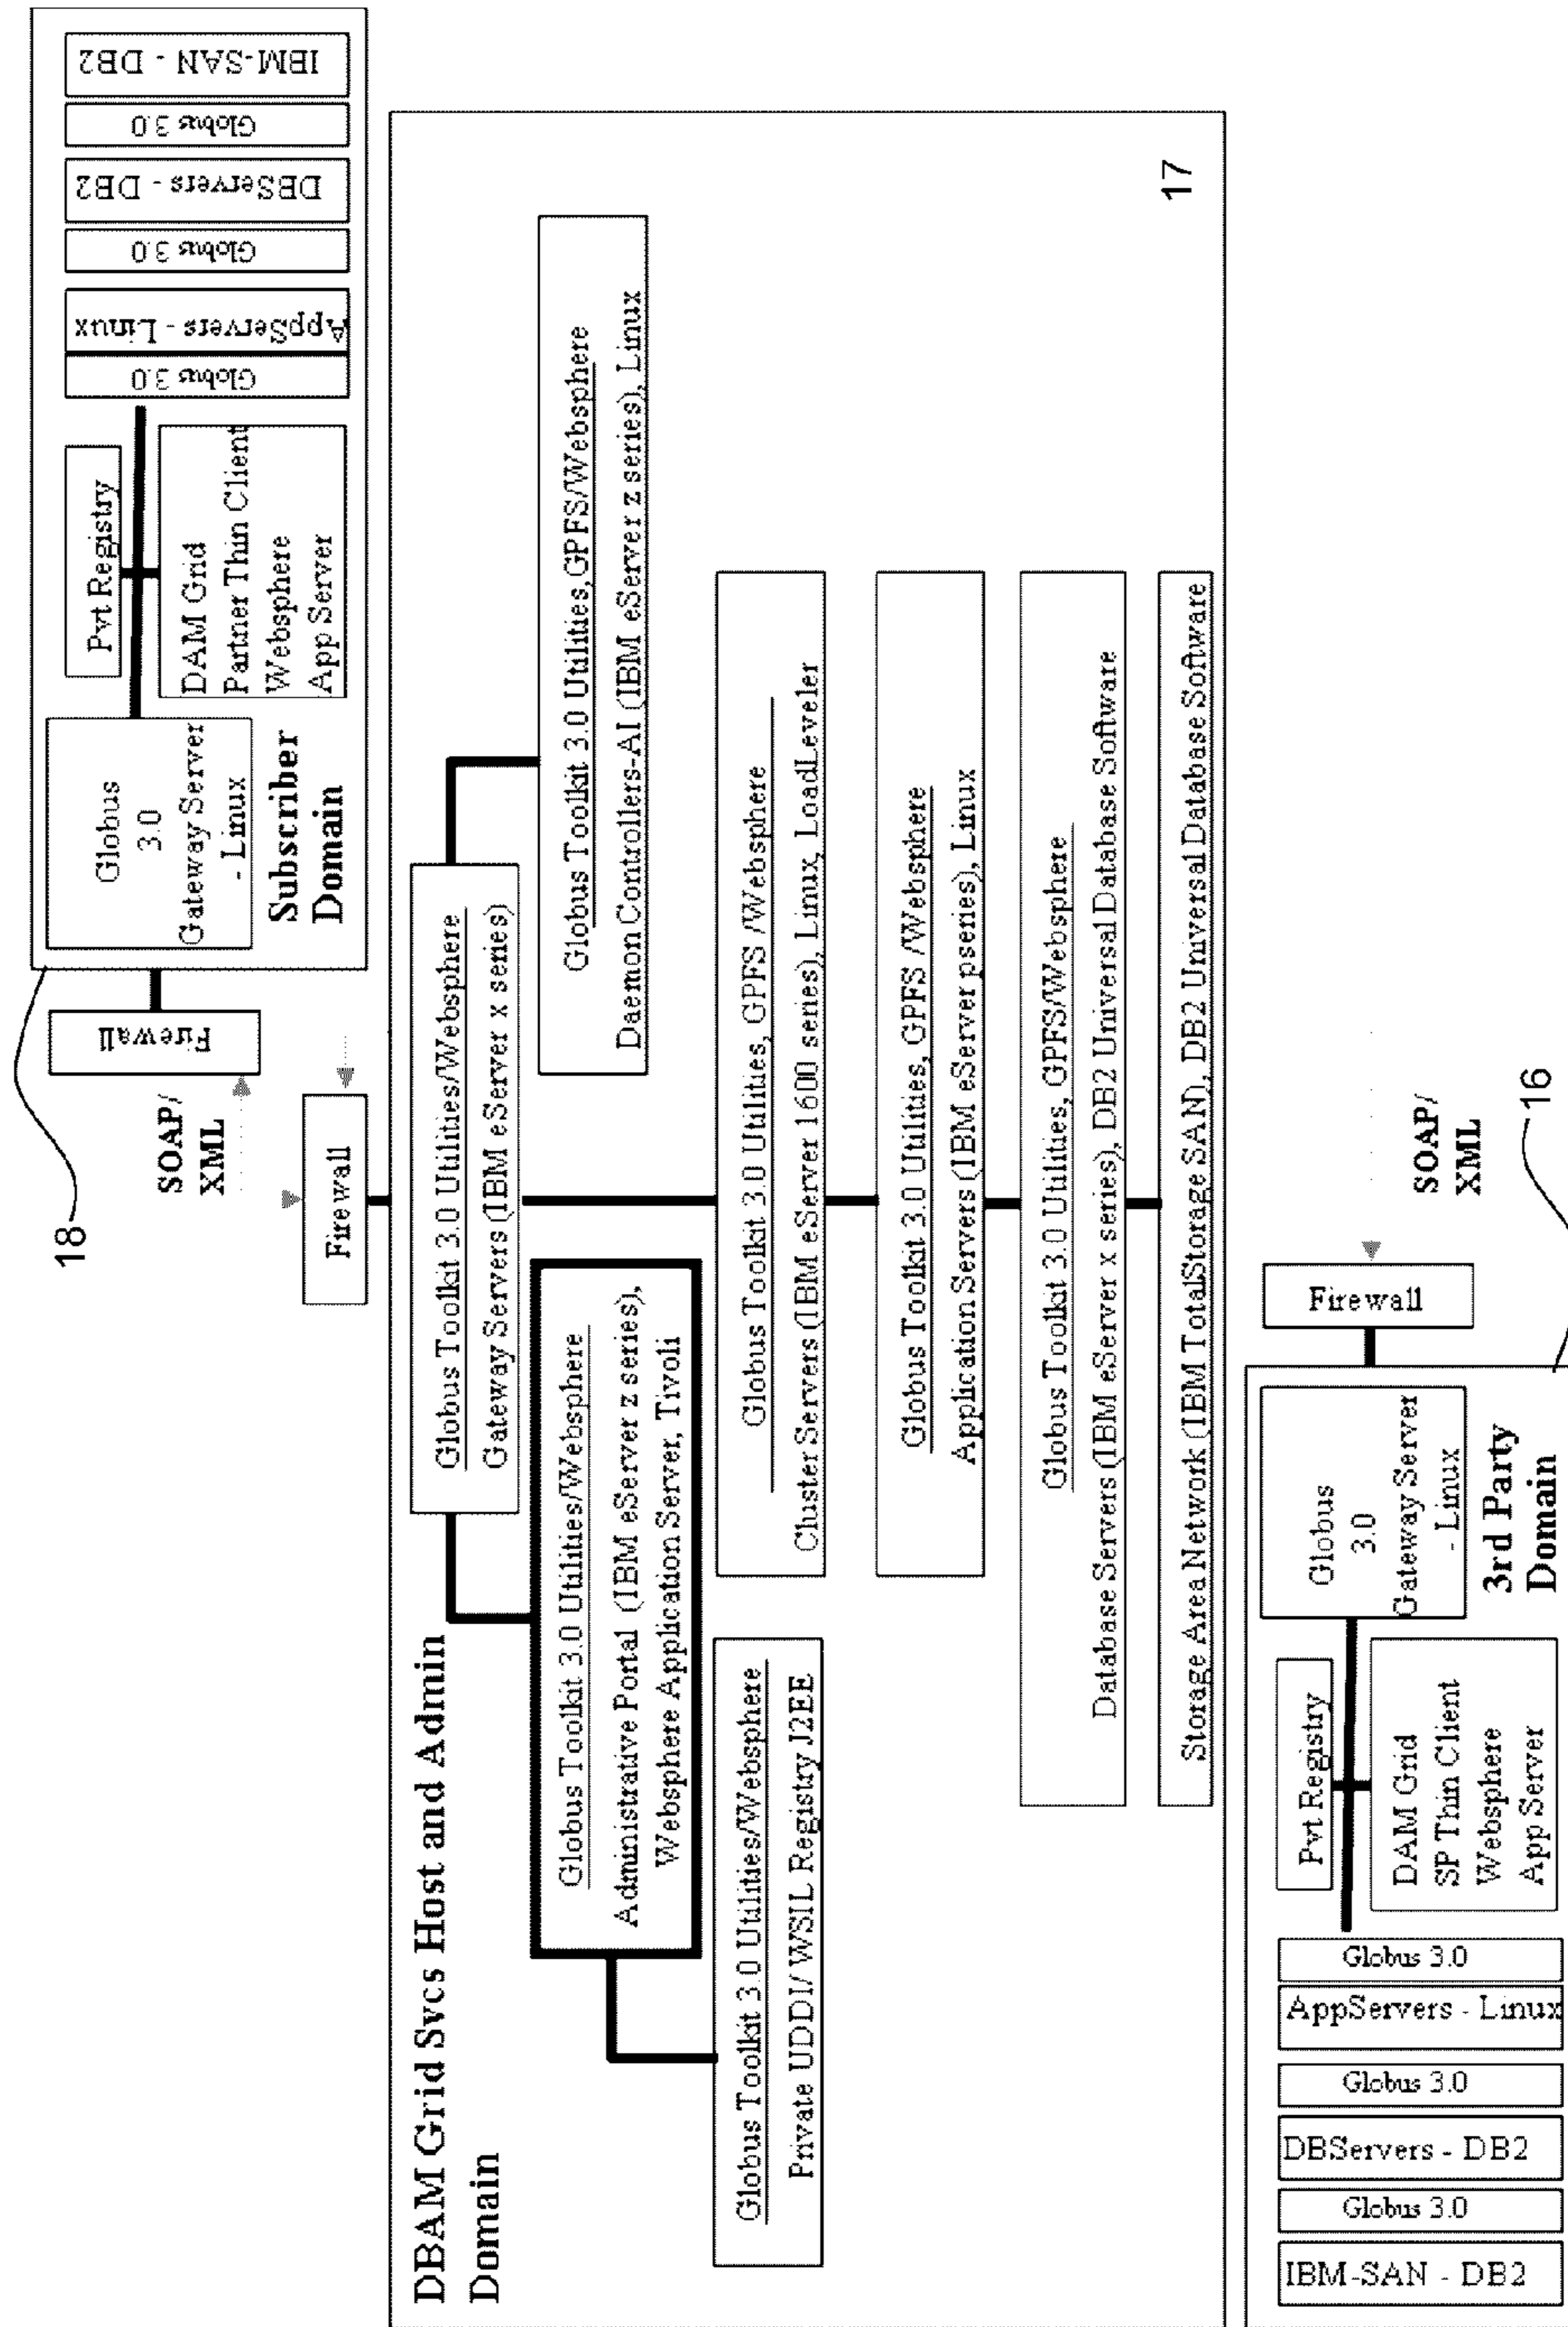 18
SOAP/
XML
Firewall
Globus
3.0
Gateway Server
- Linux
Subscriber
Domain
Pvt Registry
DAM Grid
Partner Thin Client
Websphere
App Server
Globus 3.0
AppServers - Linux
Globus 3.0
DBServers - DB2
Globus 3.0
IBM-SAN - DB2
Firewall
DBAM Grid Svcs Host and Admin
Domain
Globus Toolkit 3.0 Utilities/Websphere
Gateway Servers (IBM eServer x series)
Globus Toolkit 3.0 Utilities/Websphere
Administrative Portal (IBM eServer z series),
Websphere Application Server, Tivoli
Globus Toolkit 3.0 Utilities,GPFS/Websphere
Daemon Controllers-AI (IBM eServer z series), Linux
Globus Toolkit 3.0 Utilities/Websphere
Private UDDI/ WSIL Registry J2EE
Globus Toolkit 3.0 Utilities, GPFS /Websphere
Cluster Servers (IBM eServer 1600 series), Linux, LoadLeveler
Globus Toolkit 3.0 Utilities, GPFS /Websphere
Application Servers (IBM eServer pseries), Linux
Globus Toolkit 3.0 Utilities, GPFS/Websphere
Database Servers (IBM eServer x series), DB2 Universal Database Software
Storage Area Network (IBM TotalStorage SAN), DB2 Universal Database Software
17
IBM-SAN - DB2
Globus 3.0
DBServers - DB2
Globus 3.0
AppServers - Linux
Globus 3.0
Pvt Registry
DAM Grid
SP Thin Client
Websphere
App Server
Globus
3.0
Gateway Server
- Linux
3rd Party
Domain
Firewall
SOAP/
XML
16